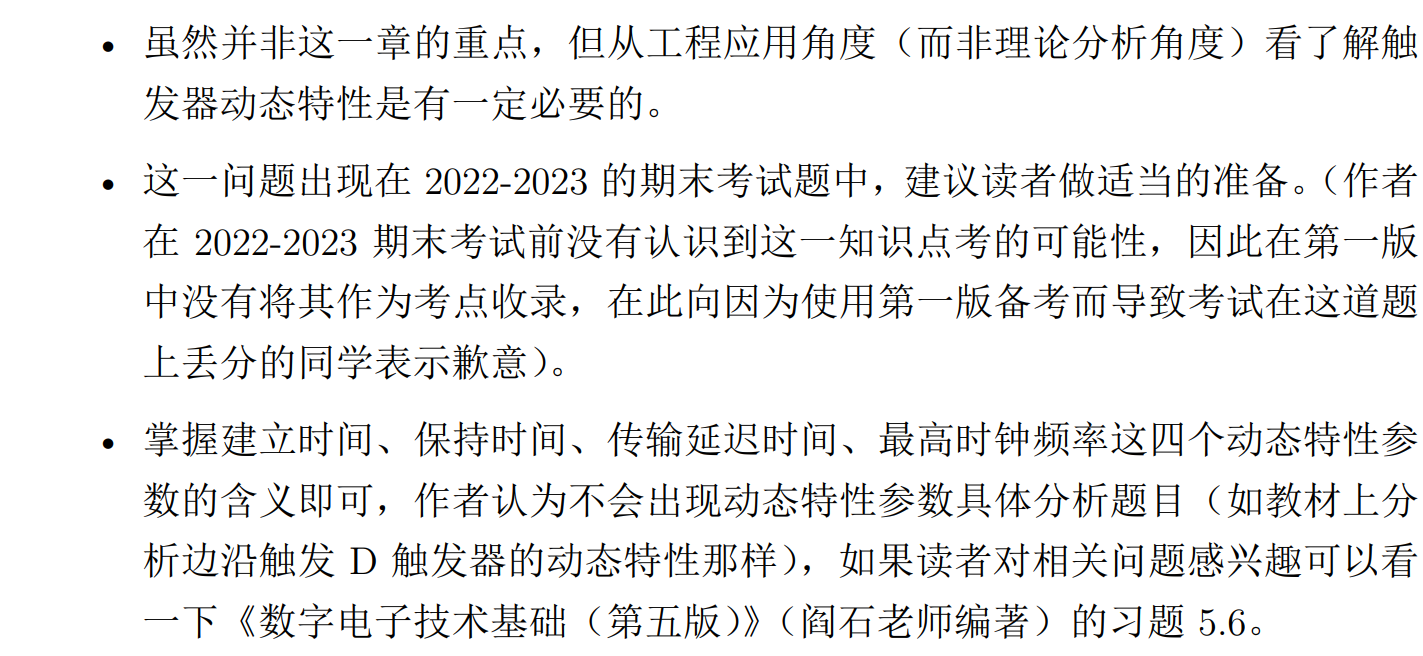 • 虽然并非这一章的重点，但从工程应用角度（而非理论分析角度）看了解触
发器动态特性是有一定必要的。
• 这一问题出现在 2022-2023 的期末考试题中，建议读者做适当的准备。（作者
在 2022-2023 期末考试前没有认识到这一知识点考的可能性，因此在第一版
中没有将其作为考点收录，在此向因为使用第一版备考而导致考试在这道题
上丢分的同学表示歉意）。
• 掌握建立时间、保持时间、传输延迟时间、最高时钟频率这四个动态特性参
数的含义即可，作者认为不会出现动态特性参数具体分析题目（如教材上分
析边沿触发 D 触发器的动态特性那样），如果读者对相关问题感兴趣可以看
一下《数字电子技术基础（第五版）》（阎石老师编著）的习题 5.6。